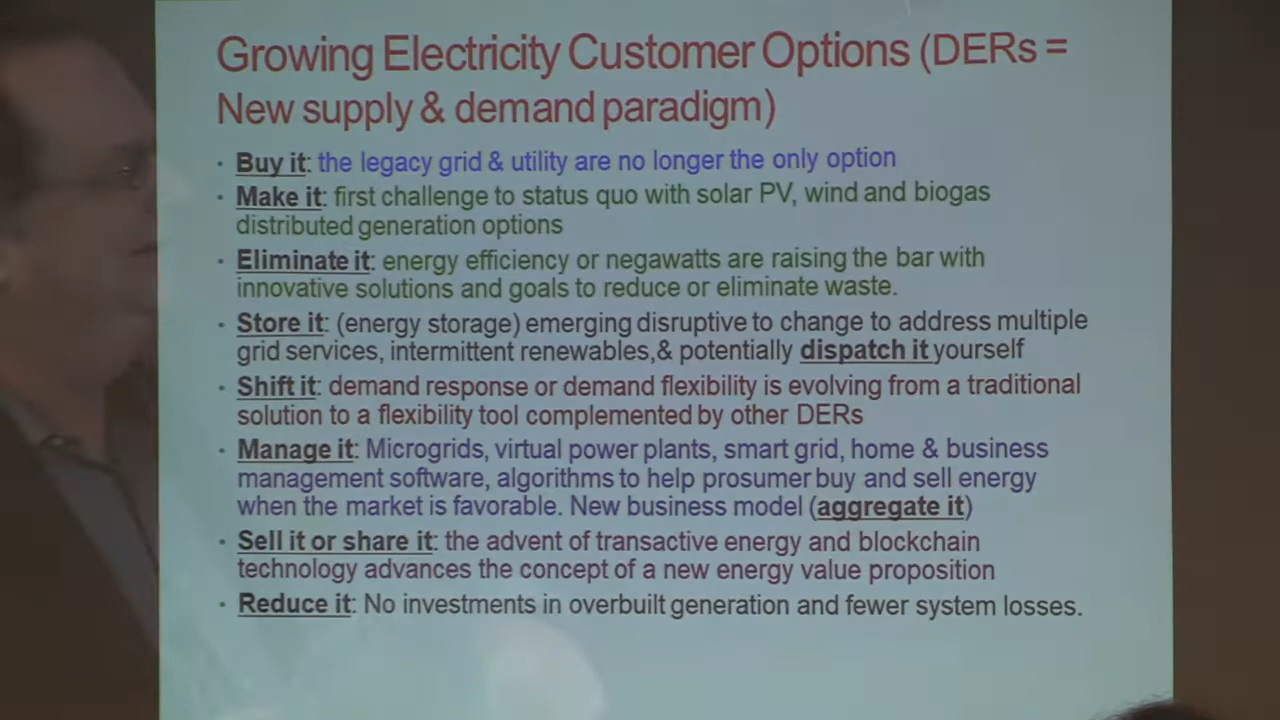 Growing Electricity Customer Options (DERs =
New supply & demand paradigm)
• Buy it: the legacy grid & utility are no longer the only option
• Make it: first challenge to status quo with solar PV, wind and biogas
distributed generation options
• Eliminate it: energy efficiency or negawatts are raising the bar with
innovative solutions and goals to reduce or eliminate waste.
• Store it: (energy storage) emerging disruptive to change to address multiple
grid services, intermittent renewables,& potentially dispatch it yourself
• Shift it: demand response or demand flexibility is evolving from a traditional
solution to a flexibility tool complemented by other DERs
• Manage it: Microgrids, virtual power plants, smart grid, home & business
management software, algorithms to help prosumer buy and sell energy
when the market is favorable. New business model (aggregate it)
• Sell it or share it: the advent of transactive energy and blockchain
technology advances the concept of a new energy value proposition
• Reduce it: No investments in overbuilt generation and fewer system losses.